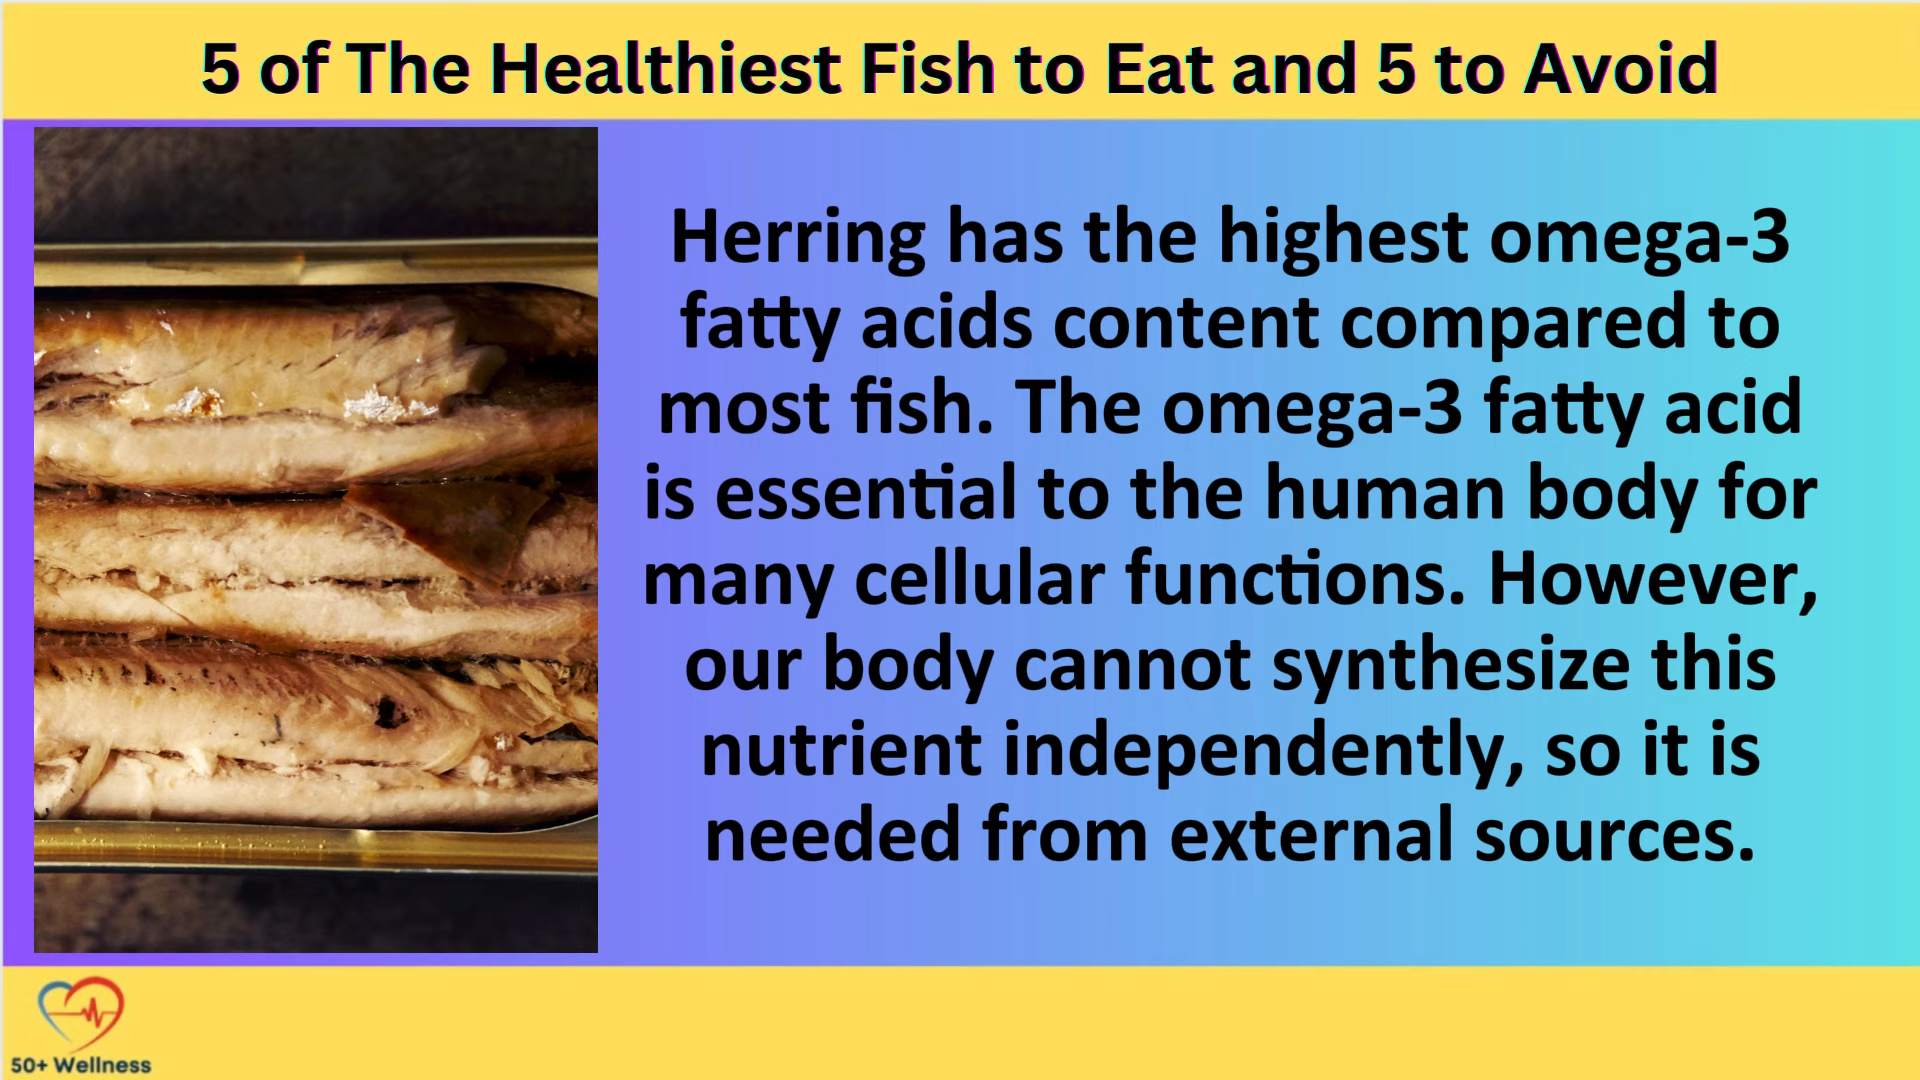 5 of The Healthiest Fish to Eat and 5 to Avoid
Herring has the highest omega-3
fatty acids content compared to
most fish. The omega-3 fatty acid
is essential to the human body for
many cellular functions. However,
our body cannot synthesize this
nutrient independently, so it is
needed from external sources.
50+ Wellness